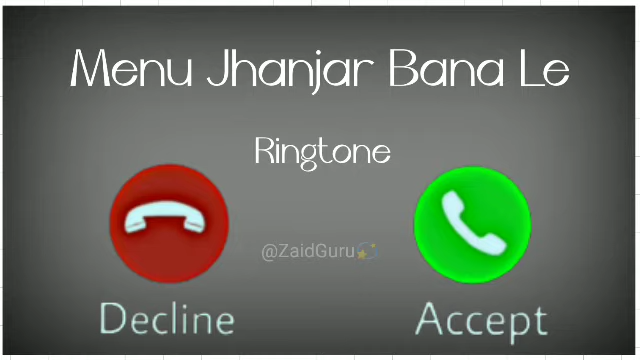 Menu Jhanjar Bana Le
Ringtone
@ZaidGuru💫
Decline
Accept